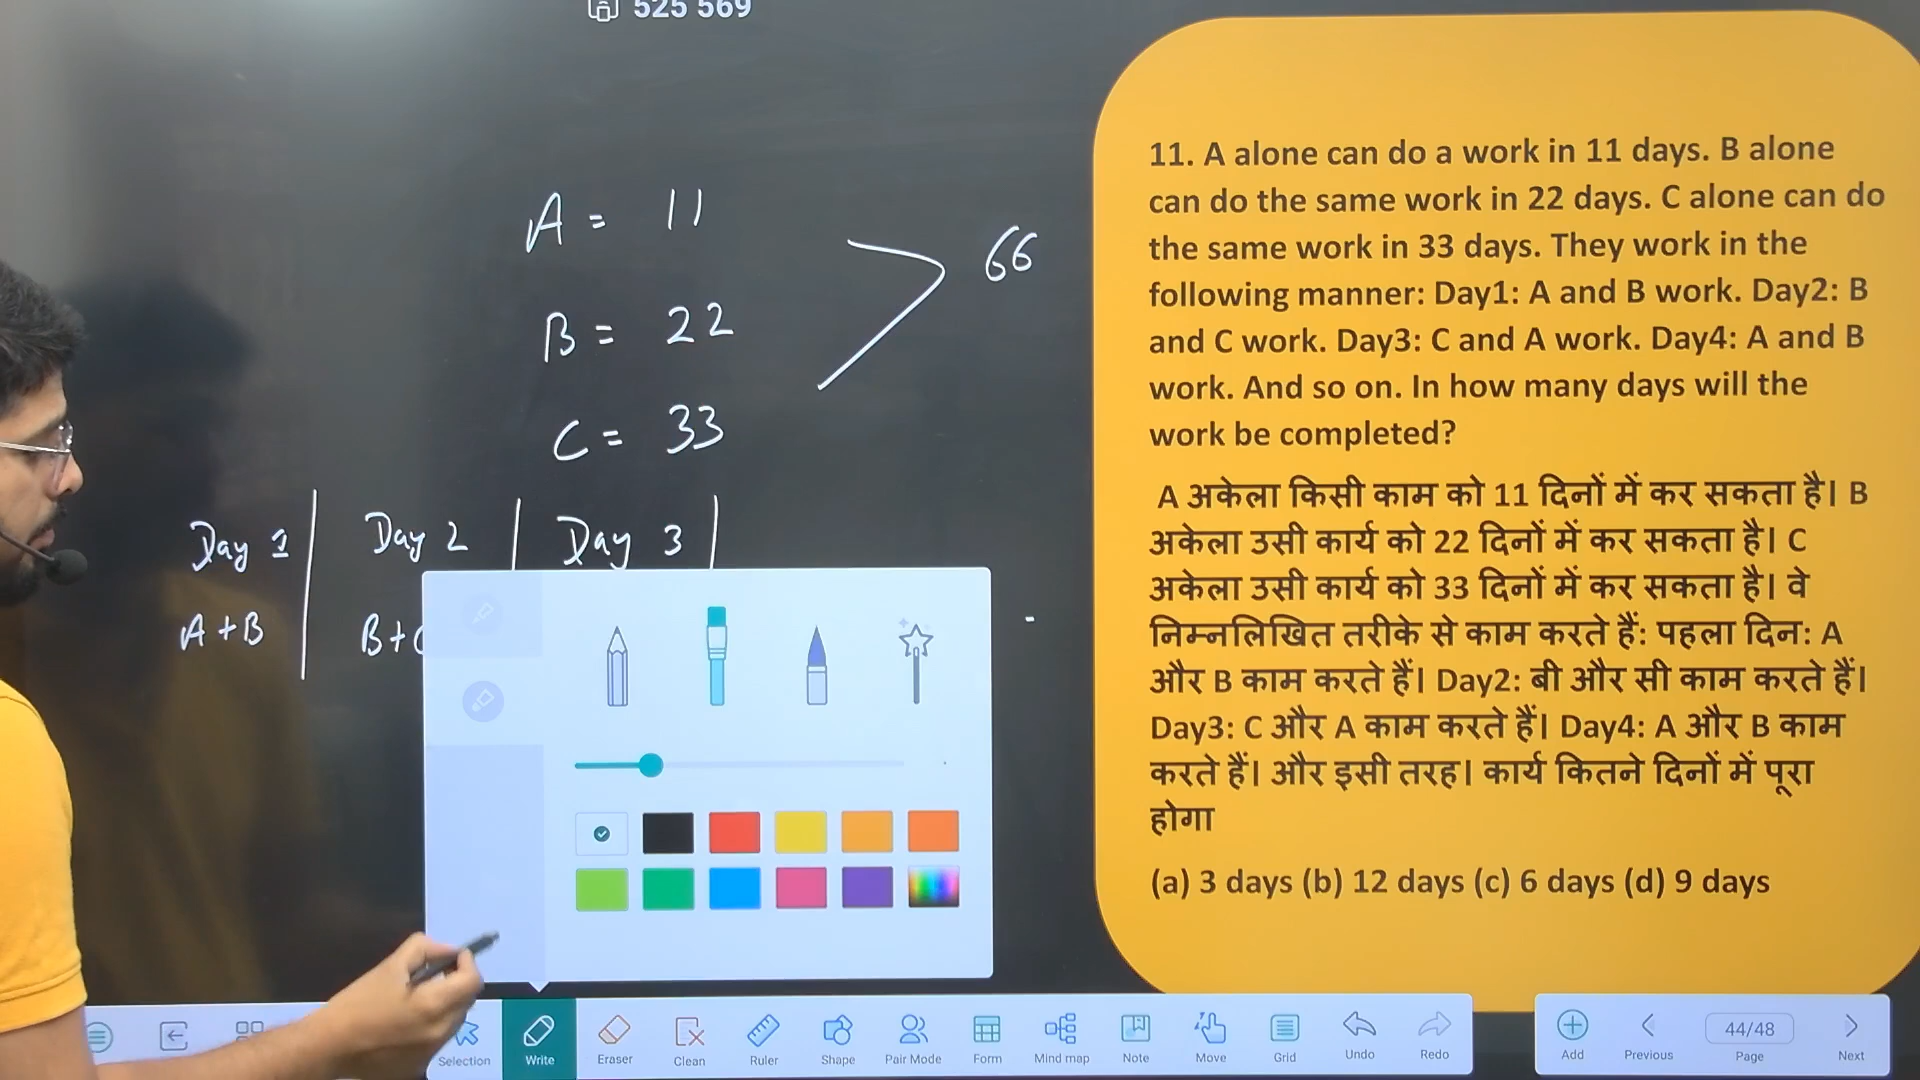 525 569
A = 11
B = 22
C = 33
66
Day 1
Day 2
Day 3
A + B
B +
11. A alone can do a work in 11 days. B alone
can do the same work in 22 days. C alone can do
the same work in 33 days. They work in the
following manner: Day1: A and B work. Day2: B
and C work. Day3: C and A work. Day4: A and B
work. And so on. In how many days will the
work be completed?
A अकेला किसी काम को 11 दिनों में कर सकता है। B
अकेला उसी कार्य को 22 दिनों में कर सकता है। C
अकेला उसी कार्य को 33 दिनों में कर सकता है। वे
निम्नलिखित तरीके से काम करते हैं: पहला दिन: A
और B काम करते हैं। Day2: बी और सी काम करते हैं।
Day3: C और A काम करते हैं। Day4: A और B काम
करते हैं। और इसी तरह। कार्य कितने दिनों में पूरा
होगा
(a) 3 days (b) 12 days (c) 6 days (d) 9 days
Selection Write Eraser Clean Ruler Shape Pair Mode Form Mind map Note Move Grid Undo Redo
44/48
Add Previous Page Next